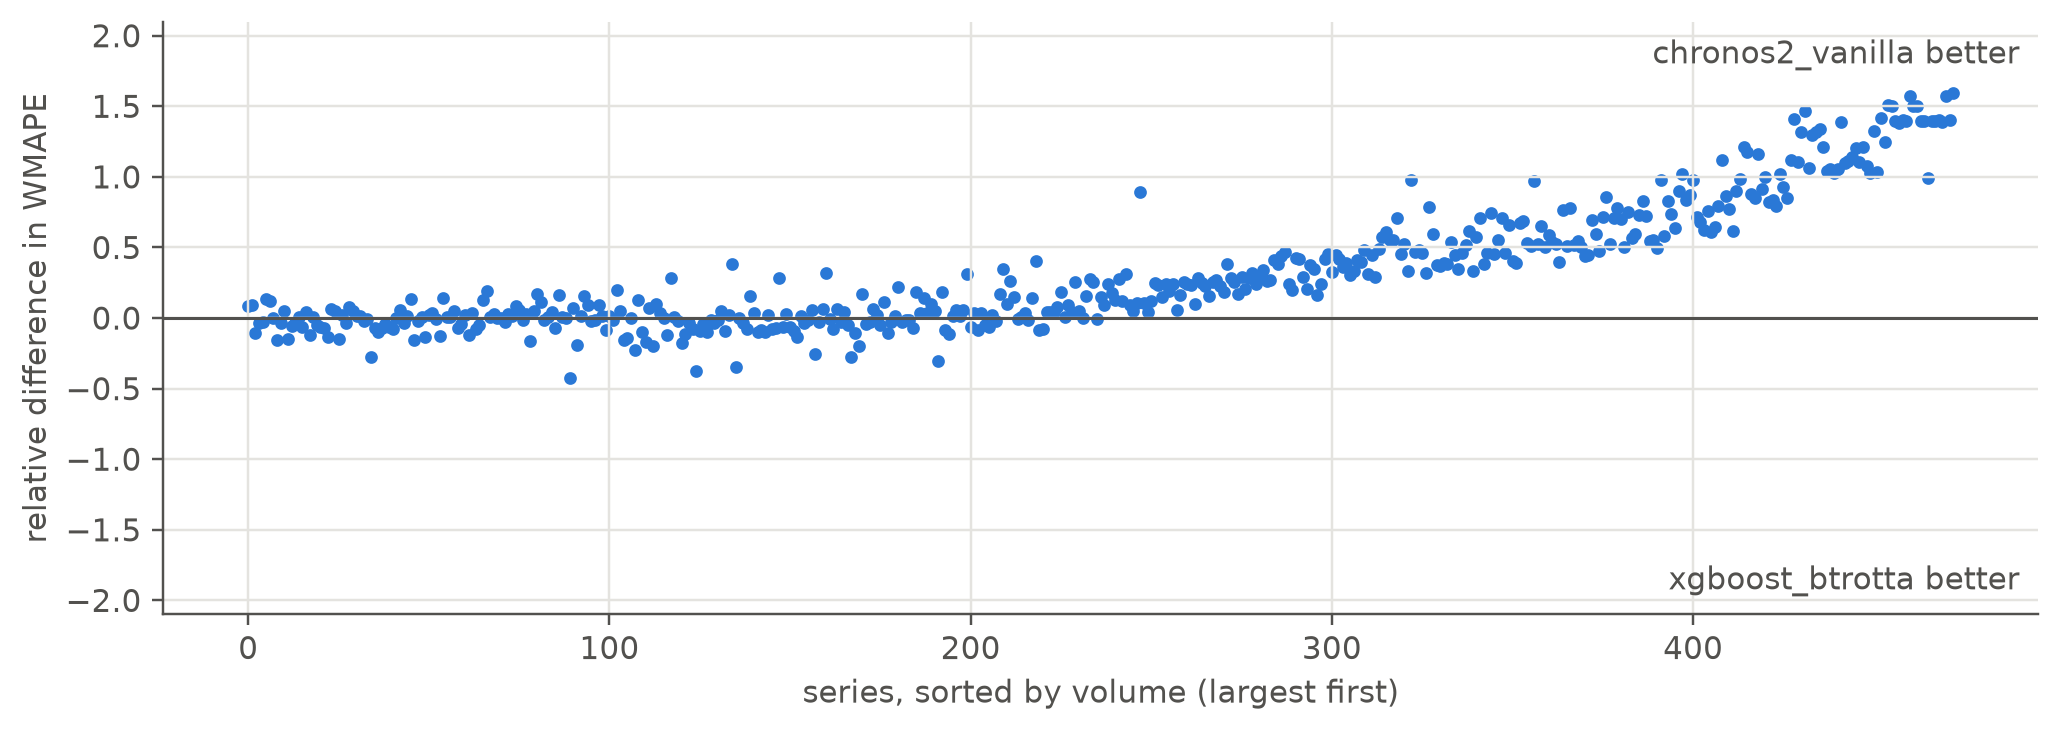 relative difference in WMAPE
2.0
1.5
1.0
0.5
0.0
−0.5
−1.0
−1.5
−2.0
chronos2_vanilla better
xgboost_btrotta better
0 100 200 300 400
series, sorted by volume (largest first)